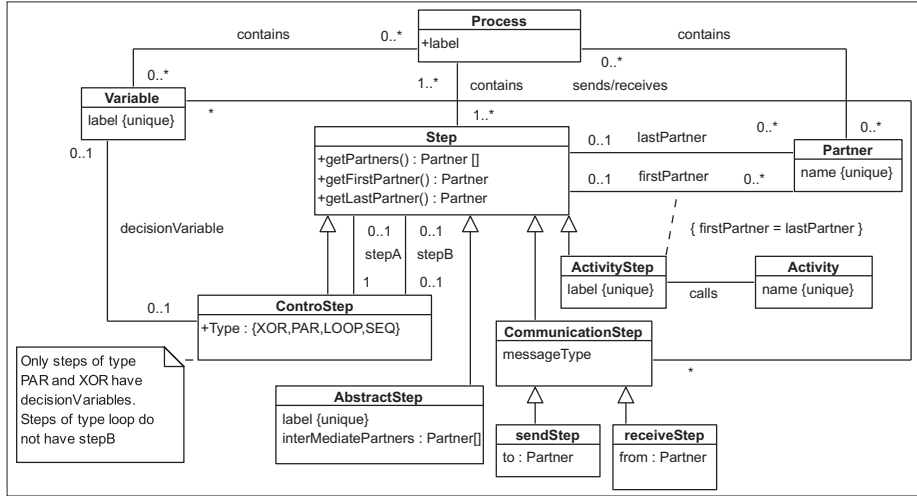 Process
+label
contains
0..*
contains
0..*
0..*
1..*
contains
sends/receives
Variable
label {unique}
*
1..*
0..*
0..*
0..1
Step
+getPartners() : Partner []
+getFirstPartner() : Partner
+getLastPartner() : Partner
0..1
lastPartner
firstPartner
0..1
0..*
Partner
name {unique}
decisionVariable
0..1
0..1
stepA
stepB
1
0..1
{ firstPartner = lastPartner }
ActivityStep
label {unique}
calls
Activity
name {unique}
0..1
ControStep
+Type : {XOR,PAR,LOOP,SEQ}
CommunicationStep
messageType
*
Only steps of type
PAR and XOR have
decisionVariables.
Steps of type loop do
not have stepB
AbstractStep
label {unique}
interMediatePartners : Partner[]
sendStep
to : Partner
receiveStep
from : Partner